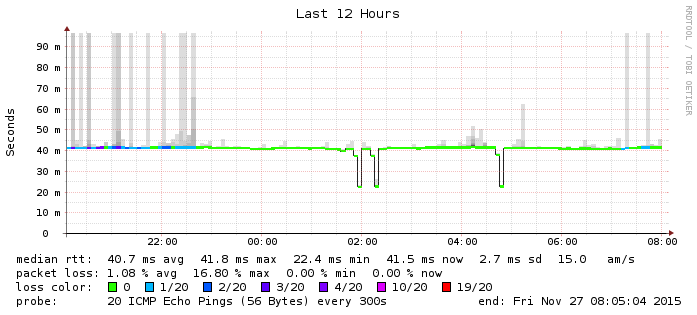 Last 12 Hours
RRDTOOL / TOBI OETIKER
Seconds
90 m
80 m
70 m
60 m
50 m
40 m
30 m
20 m
10 m
0
22:00 00:00 02:00 04:00 06:00 08:00
median rtt: 40.7 ms avg 41.8 ms max 22.4 ms min 41.5 ms now 2.7 ms sd 15.0 am/s
packet loss: 1.08 % avg 16.80 % max 0.00 % min 0.00 % now
loss color: 0 1/20 2/20 3/20 4/20 10/20 19/20
probe: 20 ICMP Echo Pings (56 Bytes) every 300s end: Fri Nov 27 08:05:04 2015